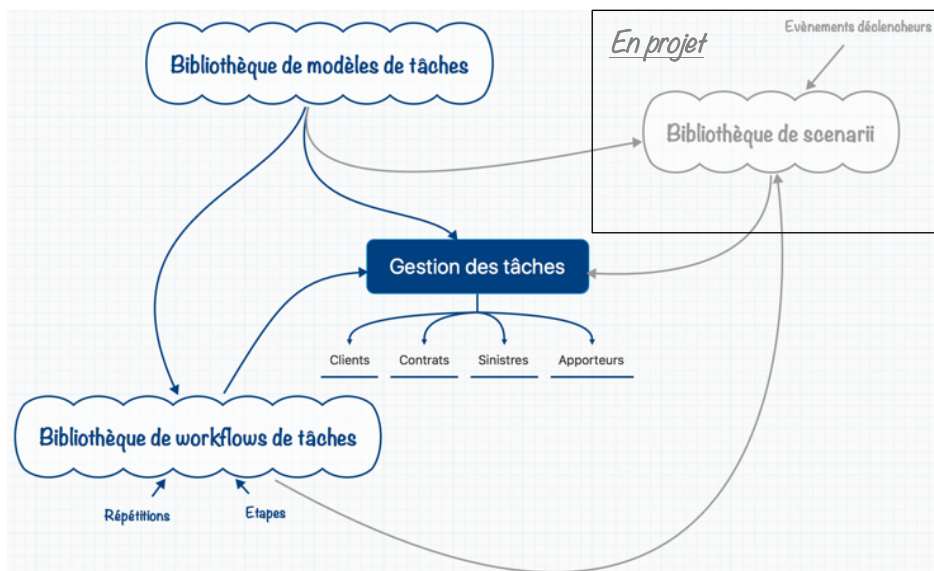 Bibliothèque de modèles de tâches
En projet
Evènements déclencheurs
Bibliothèque de scenarii
Gestion des tâches
Clients
Contrats
Sinistres
Apporteurs
Bibliothèque de workflows de tâches
Répétitions
Etapes